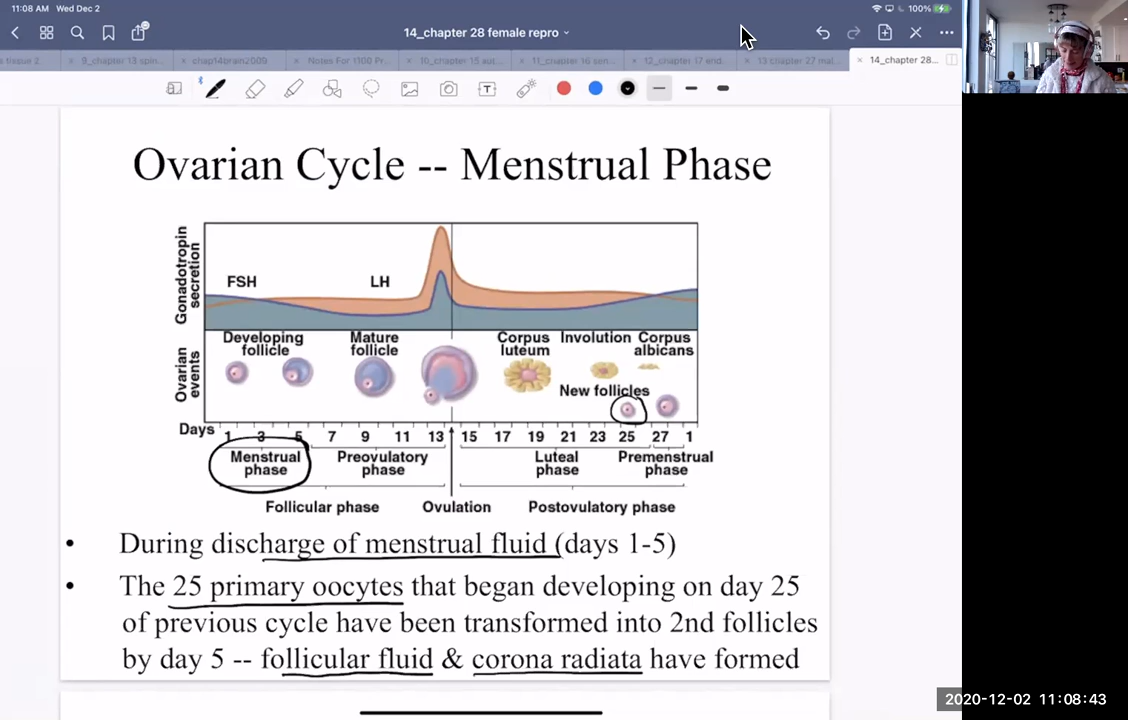 11:08 AM Wed Dec 2
100%
14_chapter 28 female repro
tissue 2
9_chapter 13 spin...
chap14brain2009
Notes For 1100 Pr...
10_chapter 15 aut...
11_chapter 16 sen...
12_chapter 17 end...
13 chapter 27 mal...
14_chapter 28...
Ovarian Cycle -- Menstrual Phase
Gonadotropin secretion
FSH
LH
Ovarian events
Developing follicle
Mature follicle
Corpus luteum
Involution
Corpus albicans
New follicles
Days 1 3 5 7 9 11 13 15 17 19 21 23 25 27 1
Menstrual phase
Preovulatory phase
Luteal phase
Premenstrual phase
Follicular phase
Ovulation
Postovulatory phase
• During discharge of menstrual fluid (days 1-5)
• The 25 primary oocytes that began developing on day 25
of previous cycle have been transformed into 2nd follicles
by day 5 -- follicular fluid & corona radiata have formed
2020-12-02 11:08:43